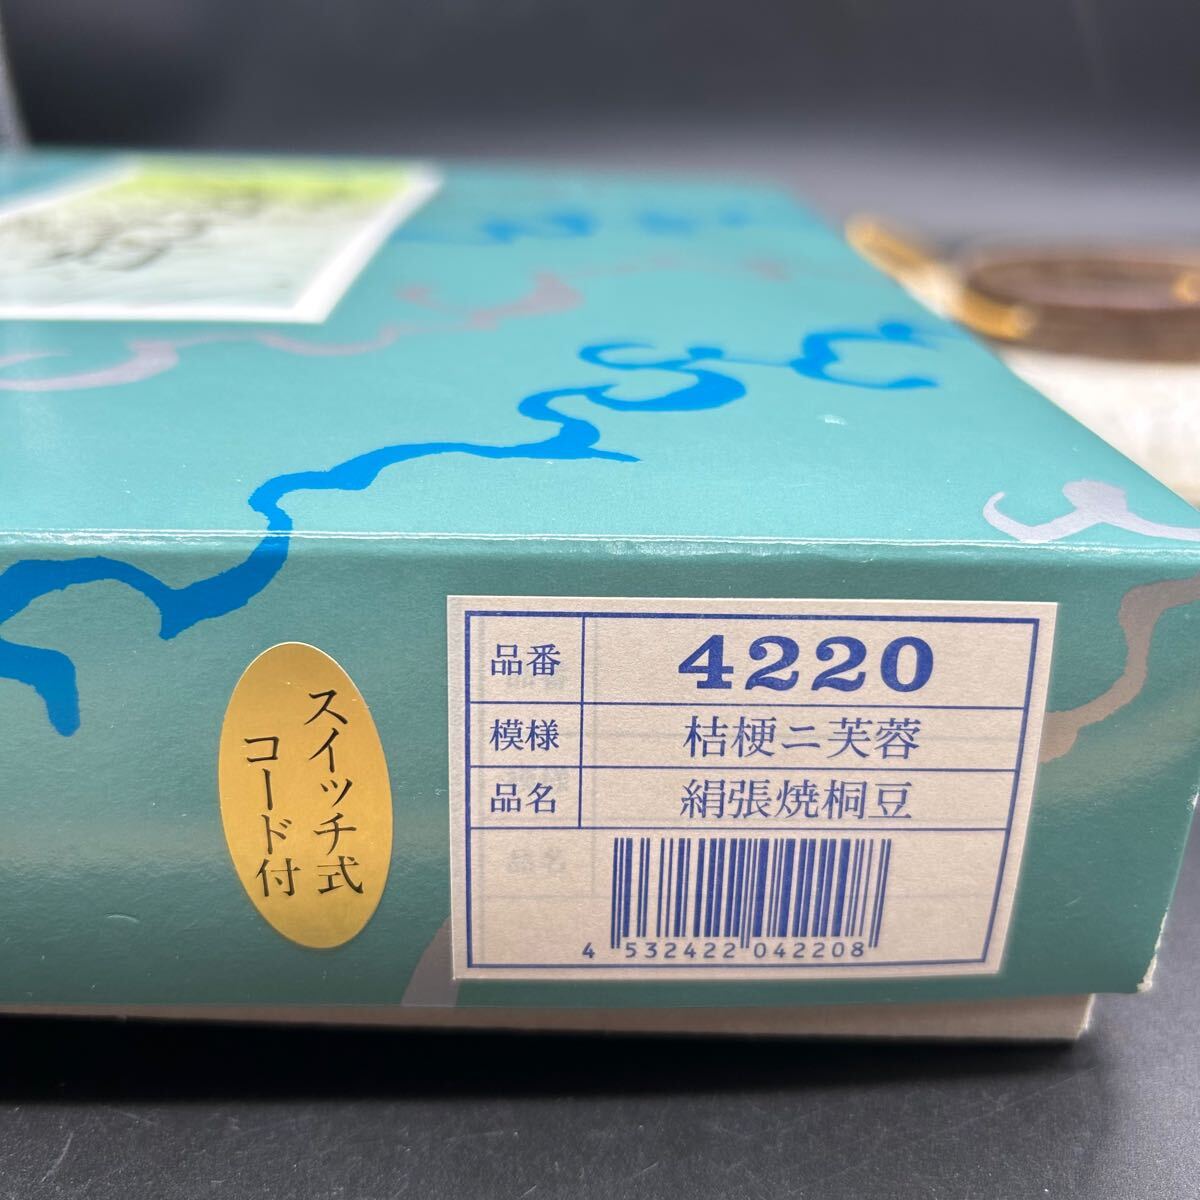 スイッチ式
コード付
品番 4220
模様 桔梗ニ芙蓉
品名 絹張焼桐豆
4 532422 042208